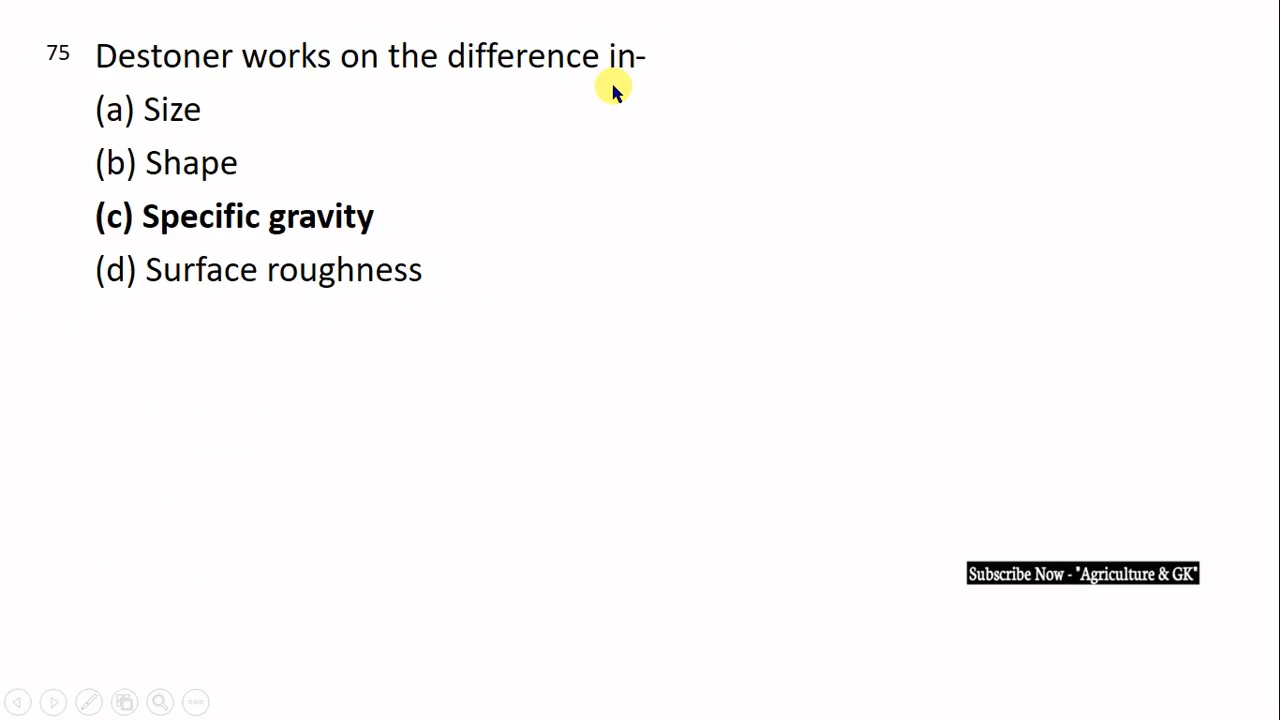 75 Destoner works on the difference in-
(a) Size
(b) Shape
(c) Specific gravity
(d) Surface roughness
Subscribe Now - "Agriculture & GK"